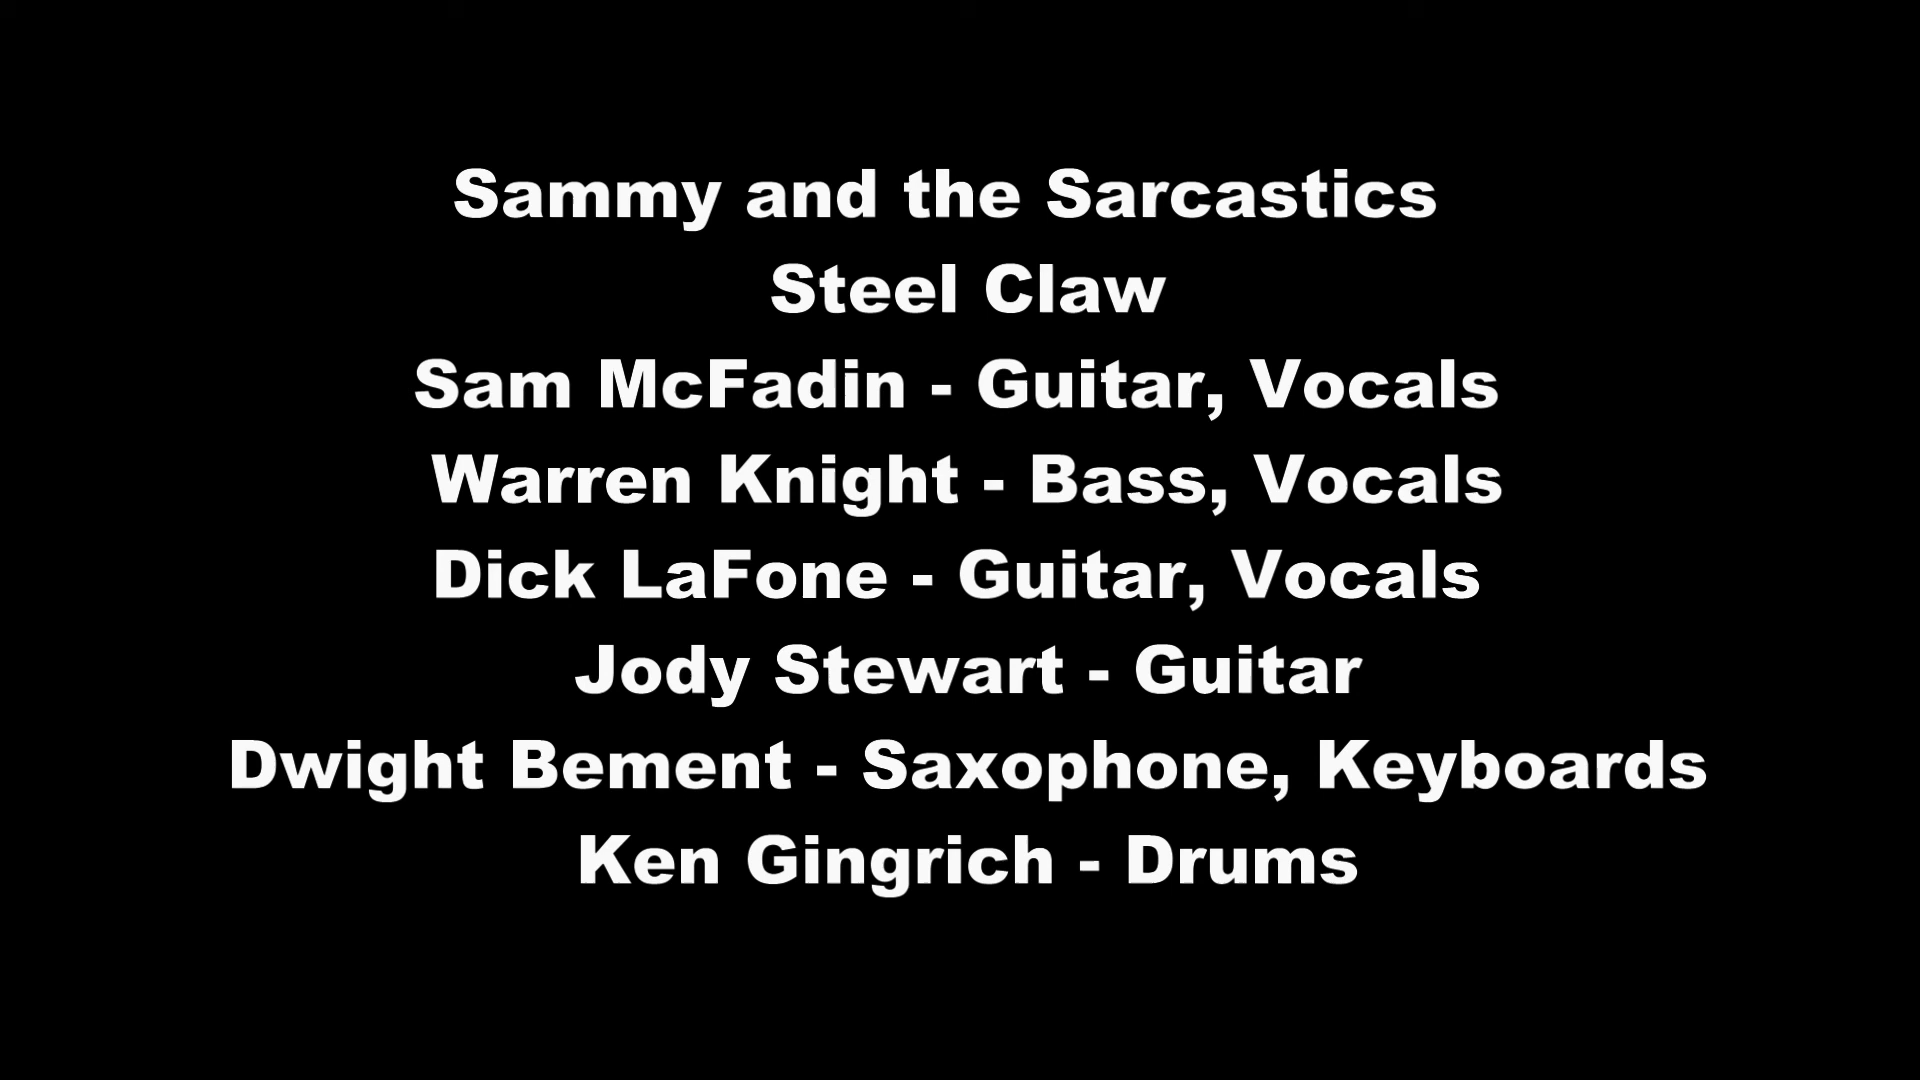 Sammy and the Sarcastics
Steel Claw
Sam McFadin - Guitar, Vocals
Warren Knight - Bass, Vocals
Dick LaFone - Guitar, Vocals
Jody Stewart - Guitar
Dwight Bement - Saxophone, Keyboards
Ken Gingrich - Drums